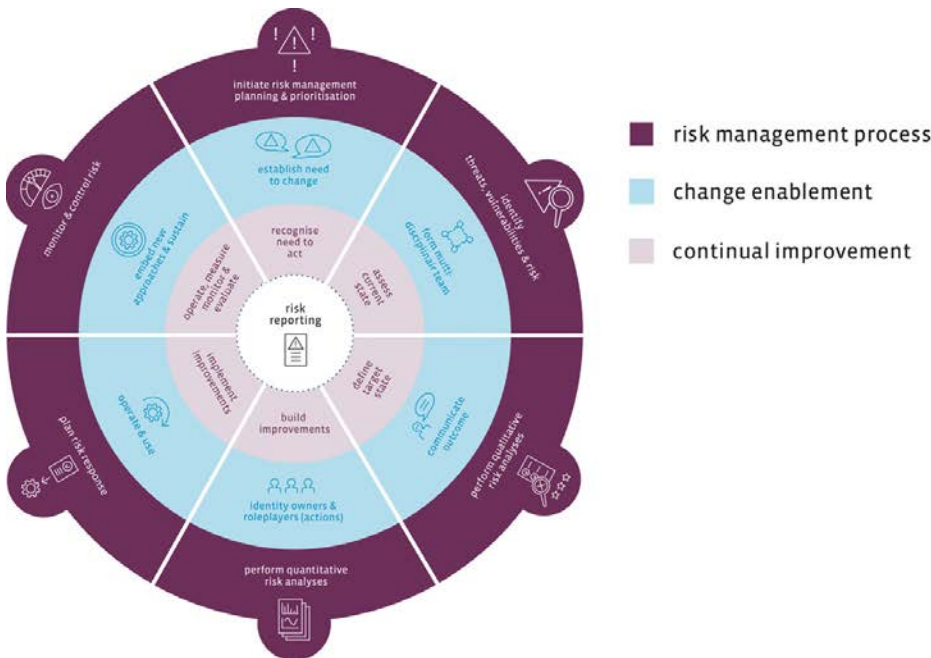 initiate risk management
planning & prioritisation
identify
threats, vulnerabilities & risk
perform qualitative
risk analyses
perform quantitative
risk analyses
plan risk response
monitor & control risk
establish need
to change
form multi-
disciplinair team
communicate
outcome
identity owners &
roleplayers (actions)
operate & use
embed new
approaches & sustain
recognise
need to
act
assess
current
state
define
target
state
build
improvements
implement
improvements
operate, measure
monitor &
evaluate
risk
reporting
risk management process
change enablement
continual improvement